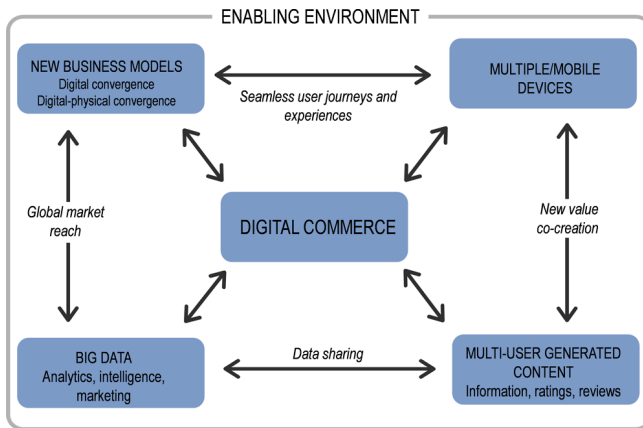 ENABLING ENVIRONMENT
NEW BUSINESS MODELS
Digital convergence
Digital-physical convergence
Seamless user journeys and
experiences
MULTIPLE/MOBILE
DEVICES
Global market
reach
DIGITAL COMMERCE
New value
co-creation
BIG DATA
Analytics, intelligence,
marketing
Data sharing
MULTI-USER GENERATED
CONTENT
Information, ratings, reviews